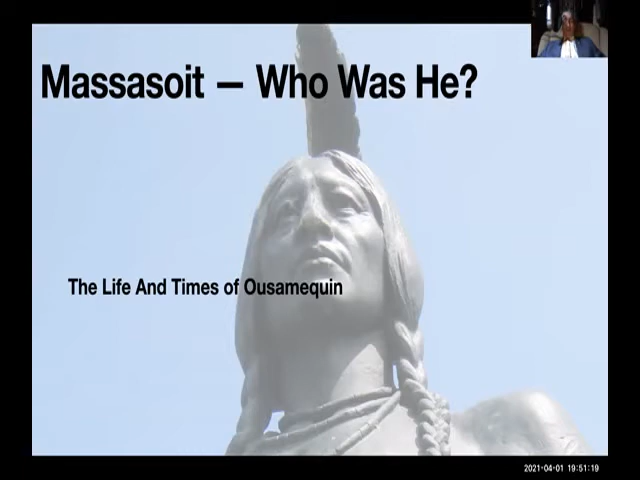 Massasoit — Who Was He?
The Life And Times of Ousamequin
2021-04-01 19:51:19